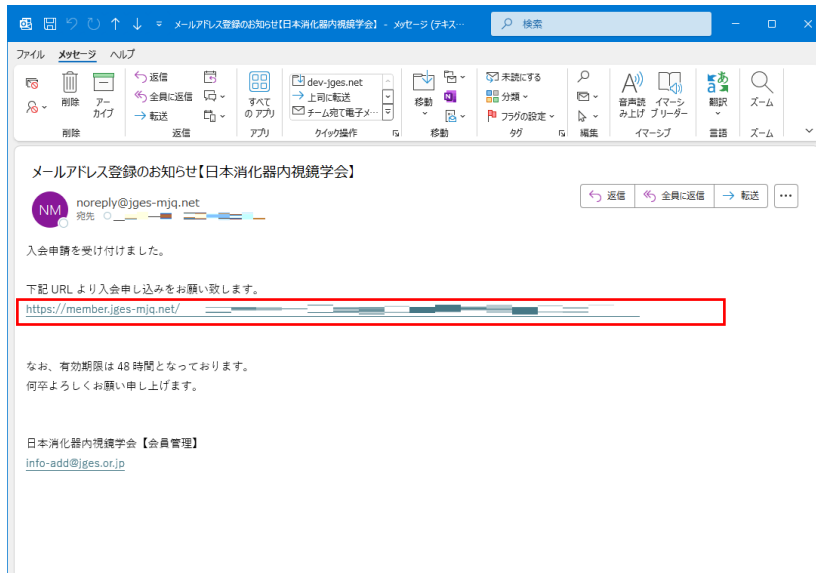 メールアドレス登録のお知らせ【日本消化器内視鏡学会】 - メッセージ (テキス…
検索
ファイル メッセージ ヘルプ
削除
アーカイブ
削除
返信
全員に返信
転送
返信
すべてのアプリ
アプリ
dev-jges.net
上司に転送
チーム宛て電子メ…
クイック操作
移動
移動
未読にする
分類
フラグの設定
タグ
編集
音声読み上げ
イマーシブ リーダー
イマーシブ
翻訳
言語
ズーム
ズーム
メールアドレス登録のお知らせ【日本消化器内視鏡学会】
NM
noreply@jges-mjq.net
宛先
返信
全員に返信
転送
入会申請を受け付けました。
下記 URL より入会申し込みをお願い致します。
https://member.jges-mjq.net/
なお、有効期限は 48 時間となっております。
何卒よろしくお願い申し上げます。
日本消化器内視鏡学会【会員管理】
info-add@jges.or.jp